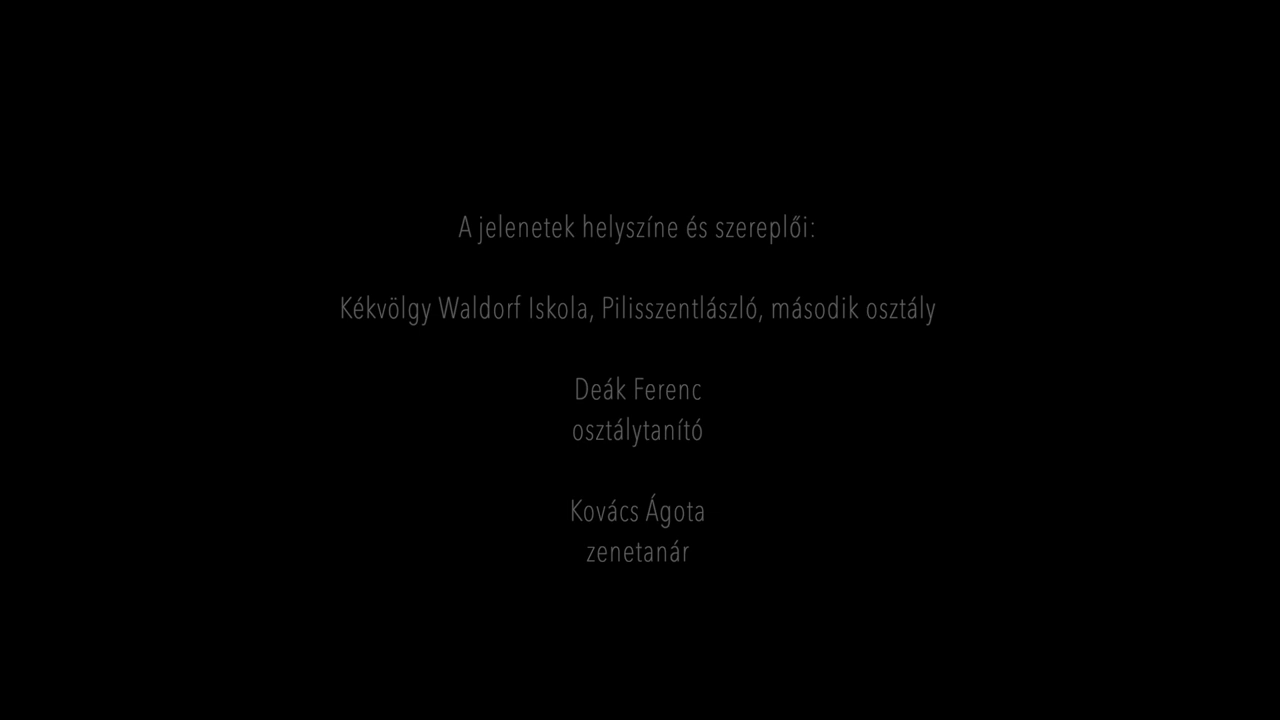 A jelenetek helyszíne és szereplői:
Kékvölgy Waldorf Iskola, Pilisszentlászló, második osztály
Deák Ferenc
osztálytanító
Kovács Ágota
zenetanár